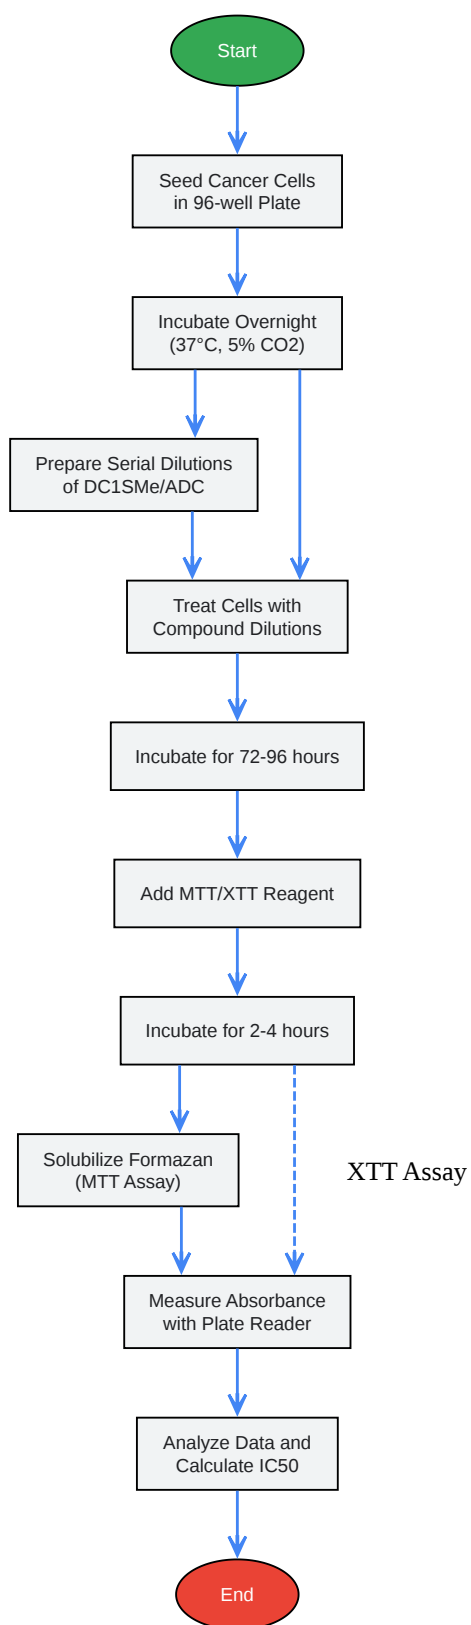 Start
Seed Cancer Cells
in 96-well Plate
Incubate Overnight
(37°C, 5% CO2)
Prepare Serial Dilutions
of DC1SMe/ADC
Treat Cells with
Compound Dilutions
Incubate for 72-96 hours
Add MTT/XTT Reagent
Incubate for 2-4 hours
Solubilize Formazan
(MTT Assay)
XTT Assay
Measure Absorbance
with Plate Reader
Analyze Data and
Calculate IC50
End